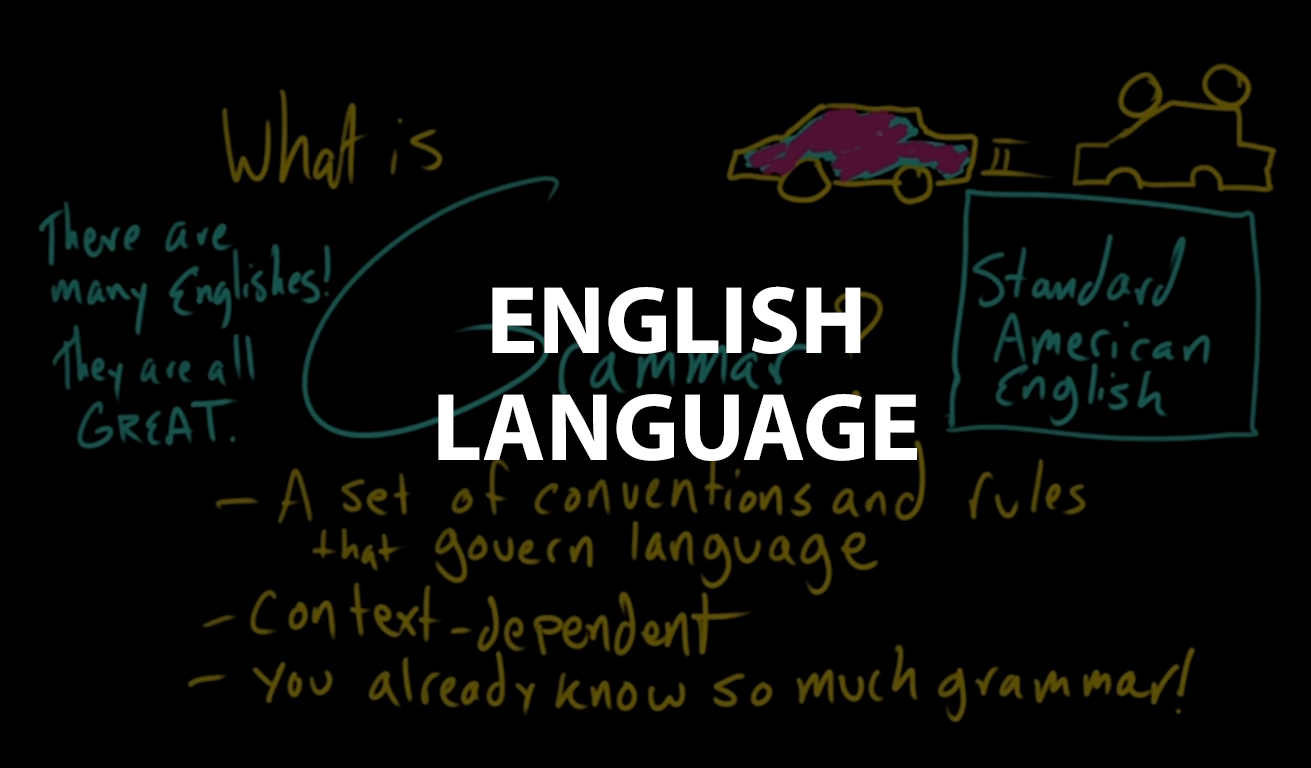 What is
Grammar?
There are
many Englishes!
They are all
GREAT.
Standard
American
English
ENGLISH
LANGUAGE
- A set of conventions and rules
that govern language
- Context-dependent
- You already know so much grammar!